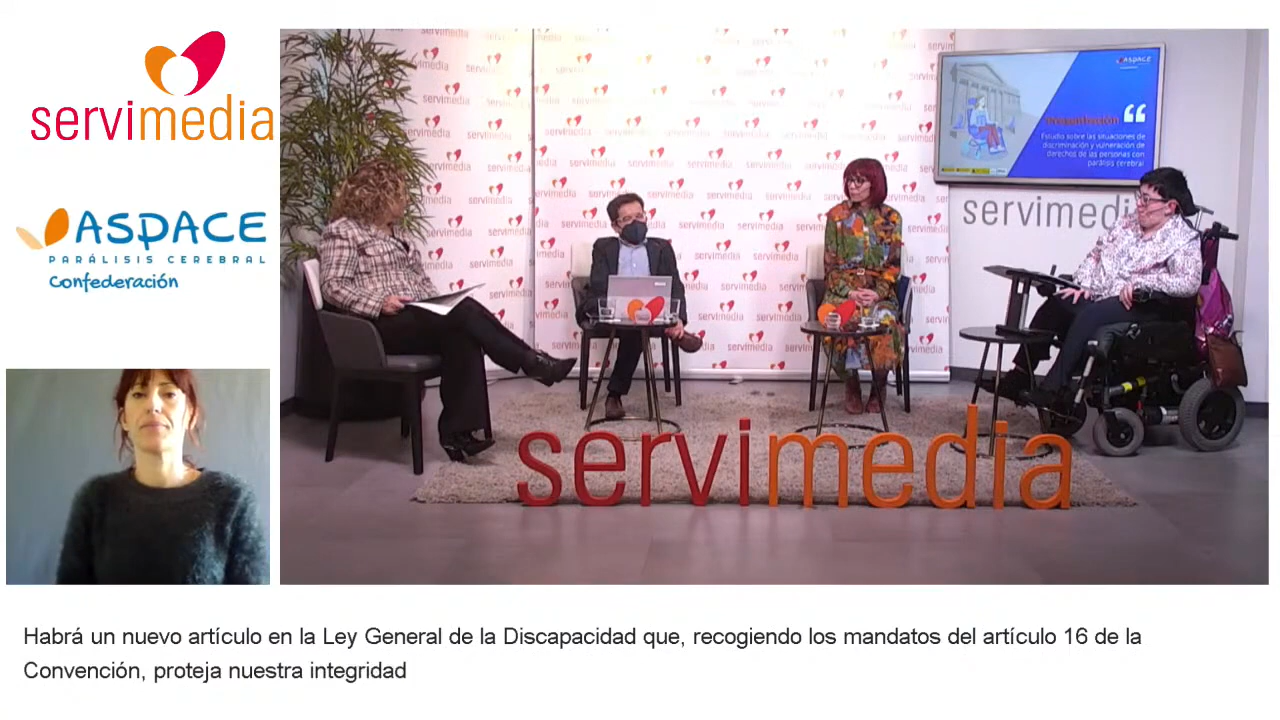 servimedia
ASPACE
PARÁLISIS CEREBRAL
Confederación
servimedia
ASPACE
Estudio sobre las situaciones de
discriminación y vulneración de
derechos de las personas con
parálisis cerebral
servimedia
servimedia
Habrá un nuevo artículo en la Ley General de la Discapacidad que, recogiendo los mandatos del artículo 16 de la
Convención, proteja nuestra integridad